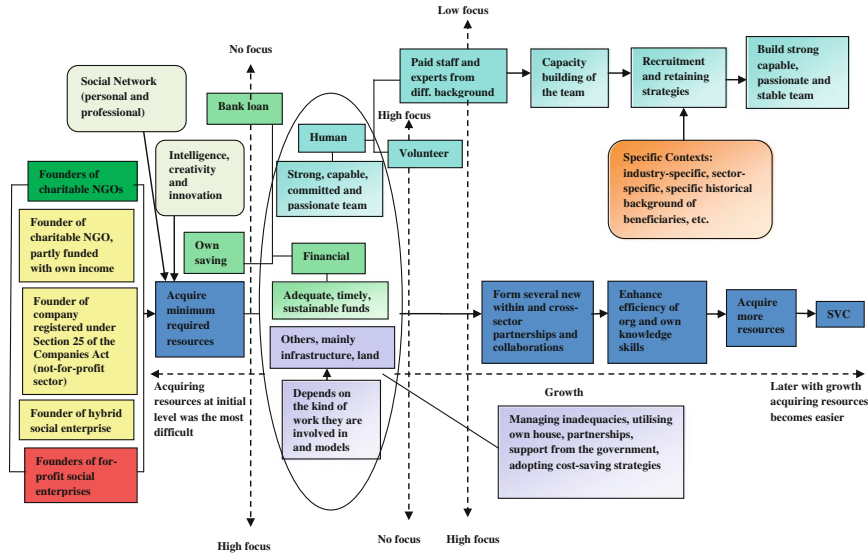 Low focus
No focus
Social Network
(personal and
professional)
Bank loan
Paid staff and
experts from
diff. background
Capacity
building of
the team
Recruitment
and retaining
strategies
Build strong
capable,
passionate and
stable team
High focus
Human
Volunteer
Intelligence,
creativity
and
innovation
Strong, capable,
committed and
passionate team
Specific Contexts:
industry-specific, sector-
specific, specific historical
background of
beneficiaries, etc.
Founders of
charitable NGOs
Founder of
charitable NGO,
partly funded
with own income
Own
saving
Financial
Adequate, timely,
sustainable funds
Founder of
company
registered under
Section 25 of the
Companies Act
(not-for-profit
sector)
Acquire
minimum
required
resources
Form several new
within and cross-
sector
partnerships and
collaborations
Enhance
efficiency of
org and own
knowledge
skills
Acquire
more
resources
SVC
Others, mainly
infrastructure, land
Acquiring
resources at initial
level was the most
difficult
Growth
Later with growth
acquiring resources
becomes easier
Depends on
the kind of
work they are
involved in
and models
Managing inadequacies, utilising
own house, partnerships,
support from the government,
adopting cost-saving strategies
Founder of hybrid
social enterprise
Founders of for-
profit social
enterprises
High focus
No focus
High focus